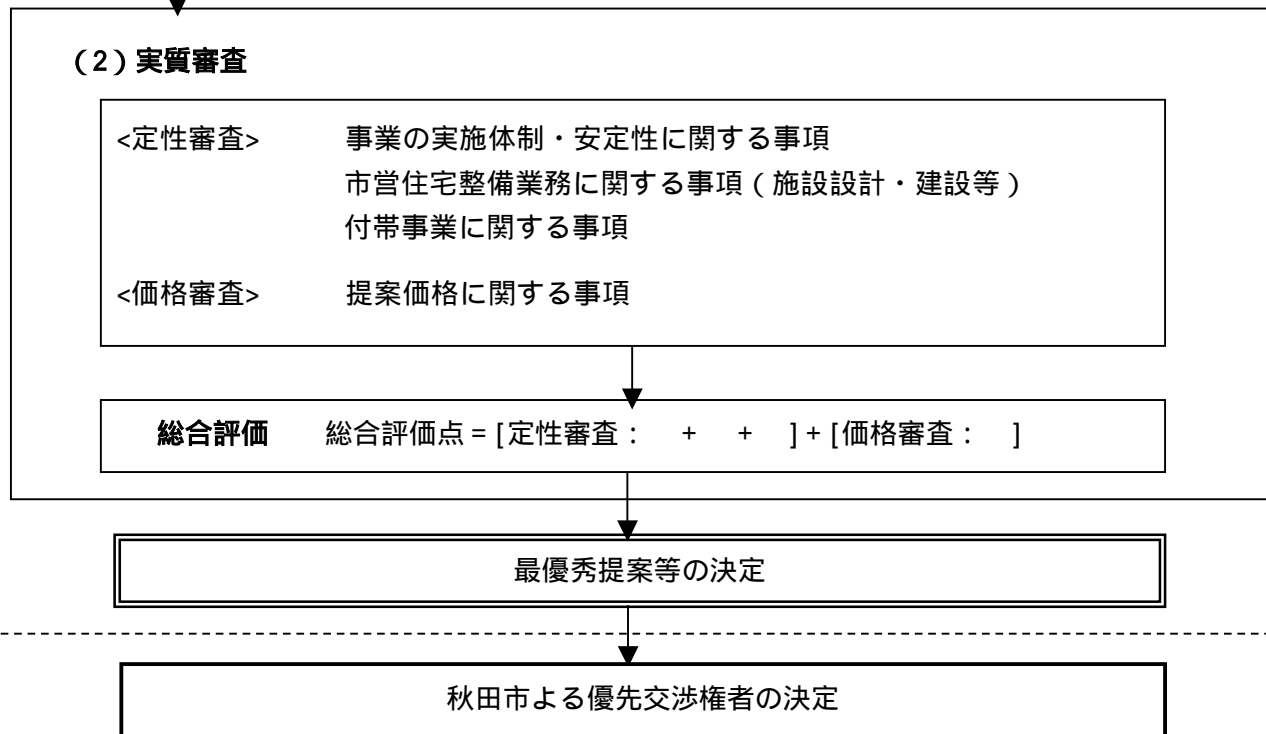 （２）実質審査
<定性審査> 事業の実施体制・安定性に関する事項
市営住宅整備業務に関する事項（施設設計・建設等）
付帯事業に関する事項
<価格審査> 提案価格に関する事項
総合評価 総合評価点＝[定性審査： ＋ ＋ ]＋[価格審査： ]
最優秀提案等の決定
秋田市よる優先交渉権者の決定